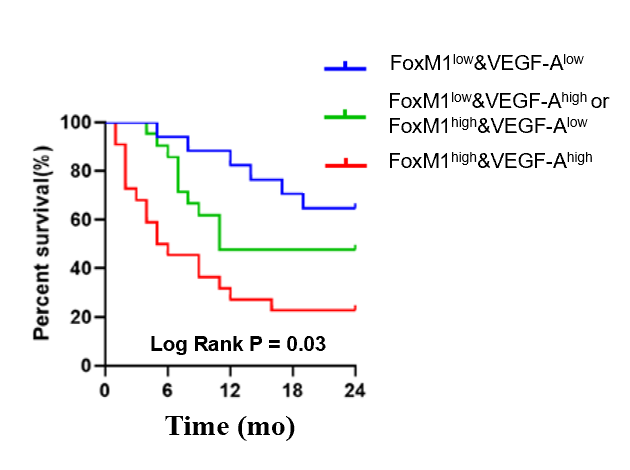 FoxM1low&VEGF-Alow
FoxM1low&VEGF-Ahigh or
FoxM1high&VEGF-Alow
FoxM1high&VEGF-Ahigh
Percent survival(%)
100
80
60
40
20
0
Log Rank P = 0.03
0 6 12 18 24
Time (mo)